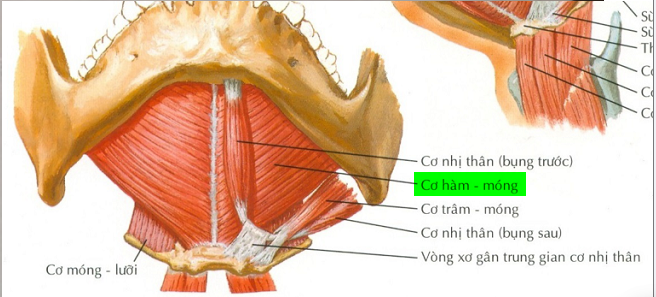 Cơ nhị thân (bụng trước)
Cơ hàm - móng
Cơ trâm - móng
Cơ nhị thân (bụng sau)
Vòng xơ gân trung gian cơ nhị thân
Cơ móng - lưỡi